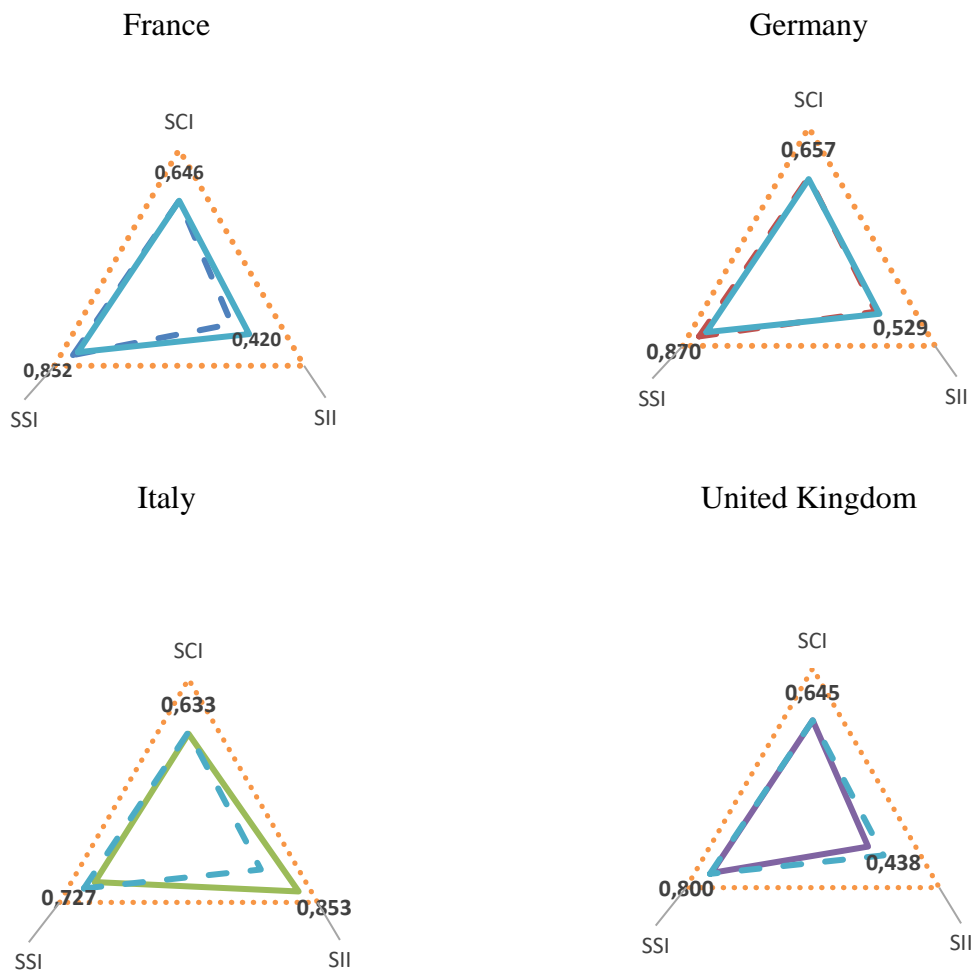 France
SCI
0,646
0,420
0,852
SSI
SII
Germany
SCI
0,657
0,529
0,870
SSI
SII
Italy
SCI
0,633
0,727
0,853
SSI
SII
United Kingdom
SCI
0,645
0,438
0,800
SSI
SII